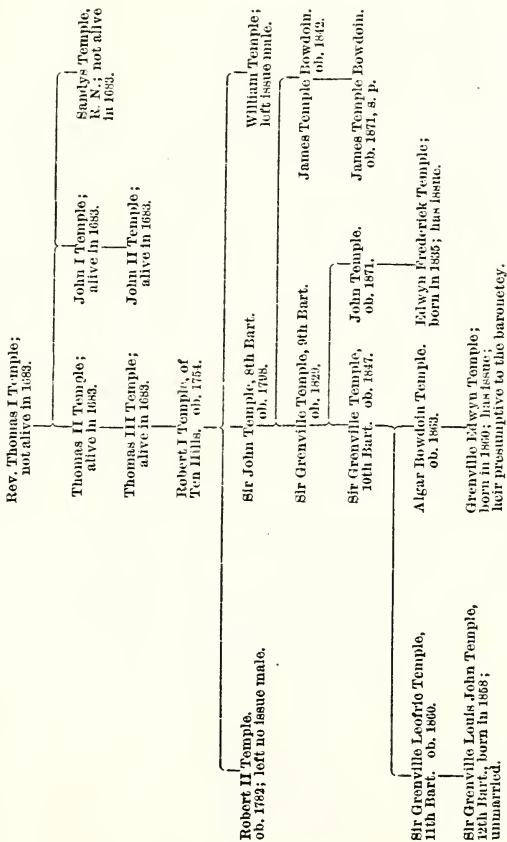 Rev. Thomas I Temple;
not alive in 1683.
Thomas II Temple;
alive in 1683.
John I Temple;
alive in 1683.
Sandys Temple,
R. N.; not alive
in 1683.
Thomas III Temple;
alive in 1683.
John II Temple;
alive in 1683.
Robert I Temple, of
Ten Hills. ob. 1754.
Robert II Temple.
ob. 1782; left no issue male.
Sir John Temple, 8th Bart.
ob. 1798.
William Temple;
left issue male.
Sir Grenville Temple, 9th Bart.
ob. 1829.
James Temple Bowdoin.
ob. 1842.
Sir Grenville Temple,
10th Bart. ob. 1847.
John Temple.
ob. 1871.
James Temple Bowdoin.
ob. 1871, s. p.
Sir Grenville Leofric Temple,
11th Bart. ob. 1860.
Algar Bowdoin Temple.
ob. 1863.
Edwyn Frederick Temple;
born in 1835; has issue.
Sir Grenville Louis John Temple,
12th Bart., born in 1858;
unmarried.
Grenville Edwyn Temple;
born in 1860; has issue;
heir presumptive to the baronetcy.